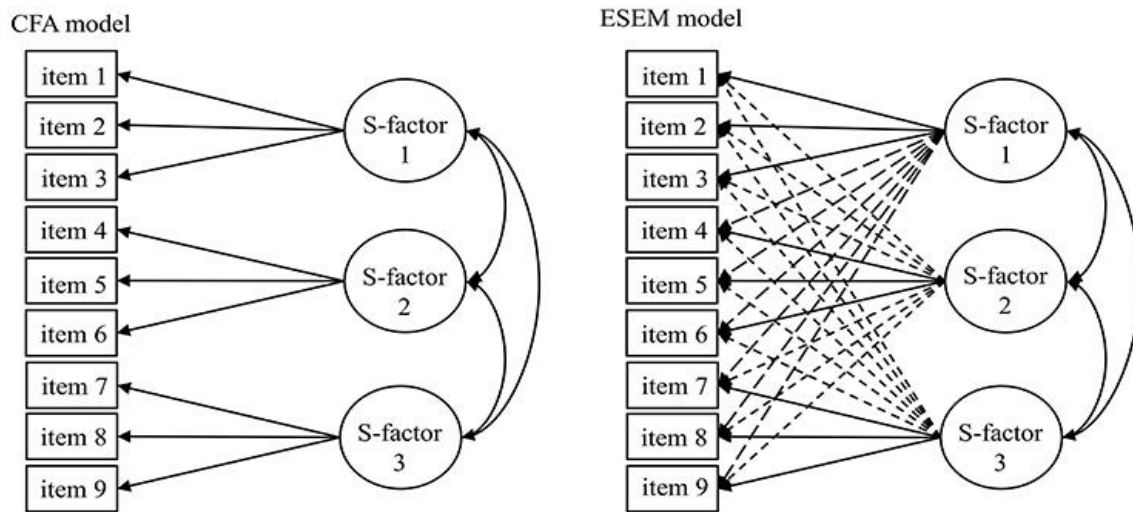 CFA model
item 1
item 2
item 3
item 4
item 5
item 6
item 7
item 8
item 9
S-factor
1
S-factor
2
S-factor
3
ESEM model
item 1
item 2
item 3
item 4
item 5
item 6
item 7
item 8
item 9
S-factor
1
S-factor
2
S-factor
3